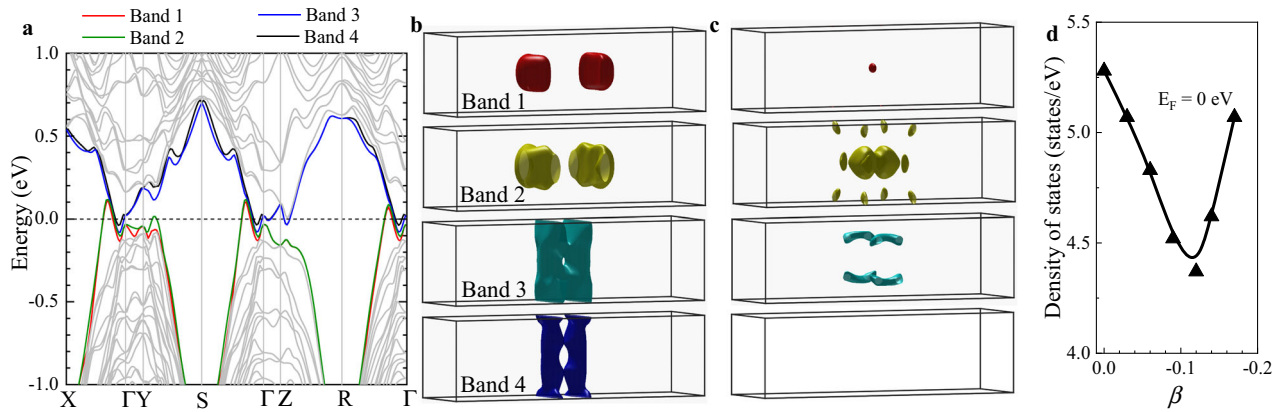 Band 1 Band 3
Band 2 Band 4
a
1.0
0.5
0.0
-0.5
-1.0
Energy (eV)
X Γ Y S Γ Z R Γ
b
Band 1
Band 2
Band 3
Band 4
c
d
5.5
5.0
4.5
4.0
Density of states (states/eV)
E_F = 0 eV
0.0 -0.1 -0.2
β